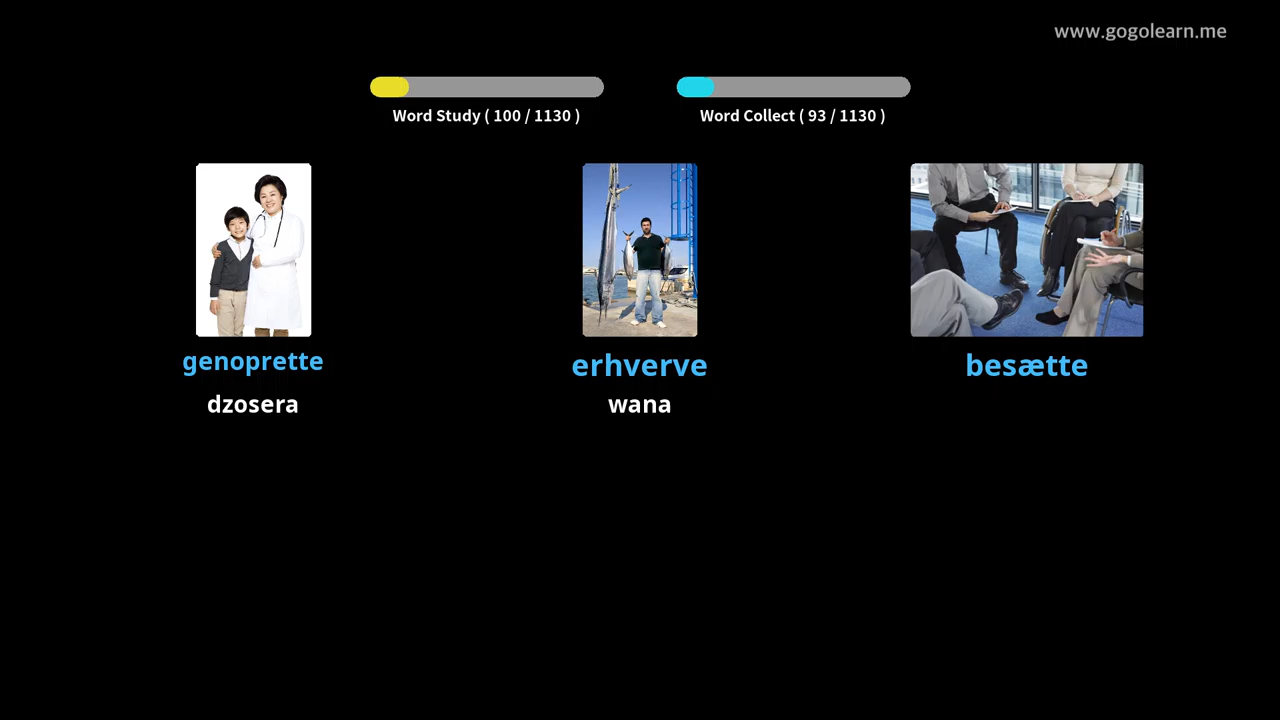 www.gogolearn.me
Word Study ( 100 / 1130 )
Word Collect ( 93 / 1130 )
genoprette
erhverve
besætte
dzosera
wana